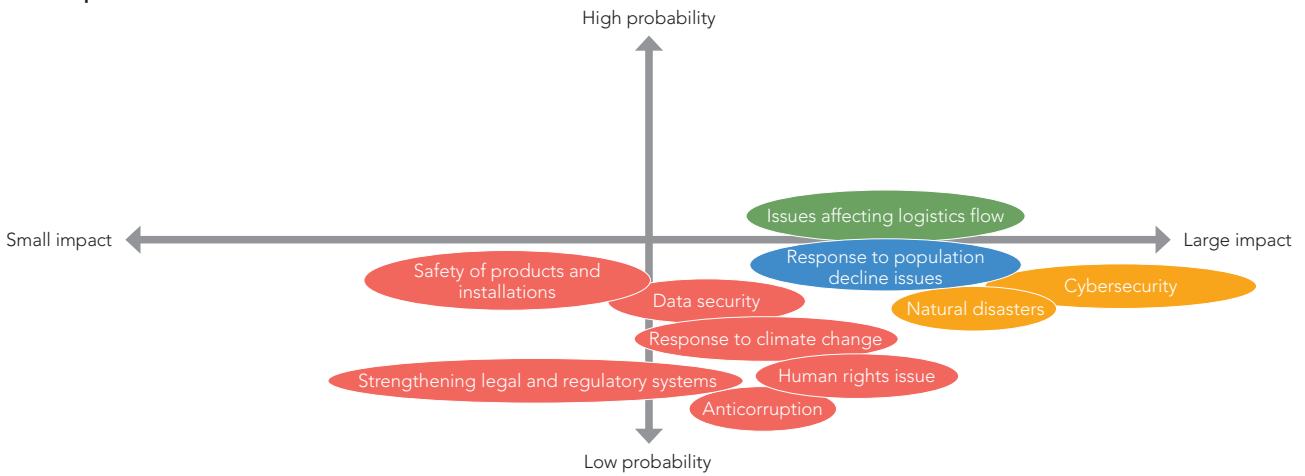 High probability
Issues affecting logistics flow
Small impact
Large impact
Response to population
decline issues
Safety of products and
installations
Cybersecurity
Data security
Natural disasters
Response to climate change
Human rights issue
Strengthening legal and regulatory systems
Anticorruption
Low probability